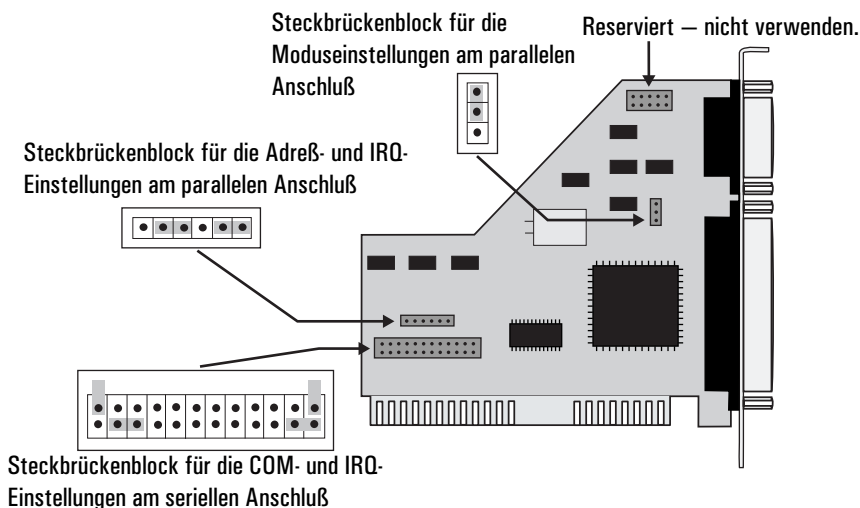 Steckbrückenblock für die
Moduseinstellungen am parallelen
Anschluß
Reserviert — nicht verwenden.
Steckbrückenblock für die Adreß- und IRQ-
Einstellungen am parallelen Anschluß
Steckbrückenblock für die COM- und IRQ-
Einstellungen am seriellen Anschluß